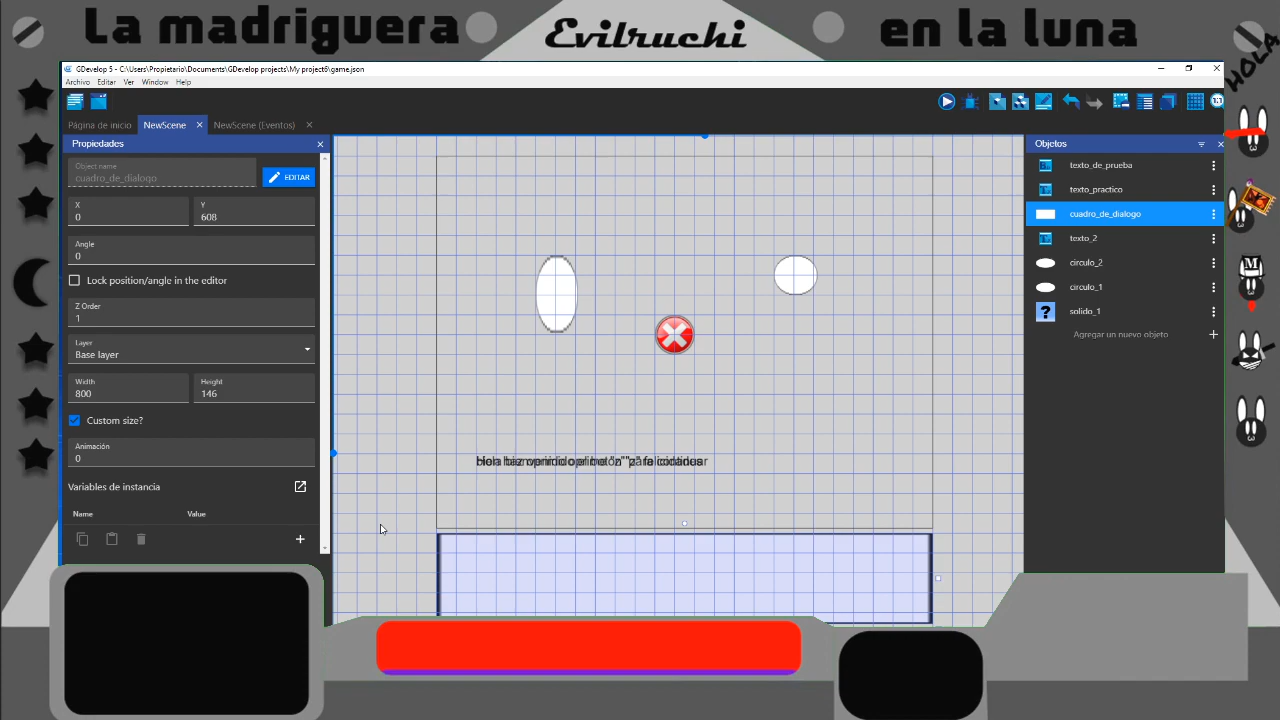 La madriguera
Evilruchi
en la luna
HOLA
GDevelop 5 - C:\Users\Propietario\Documents\GDevelop projects\My project6\game.json
Archivo Editar Ver Window Help
1:1
Página de inicio
NewScene
NewScene (Eventos)
Propiedades
Object name
cuadro_de_dialogo
EDITAR
X
0
Y
608
Angle
0
Lock position/angle in the editor
Z Order
1
Layer
Base layer
Width
800
Height
146
Custom size?
Animación
0
Variables de instancia
Name
Value
Objetos
texto_de_prueba
texto_practico
cuadro_de_dialogo
texto_2
circulo_2
circulo_1
?
solido_1
Agregar un nuevo objeto
M